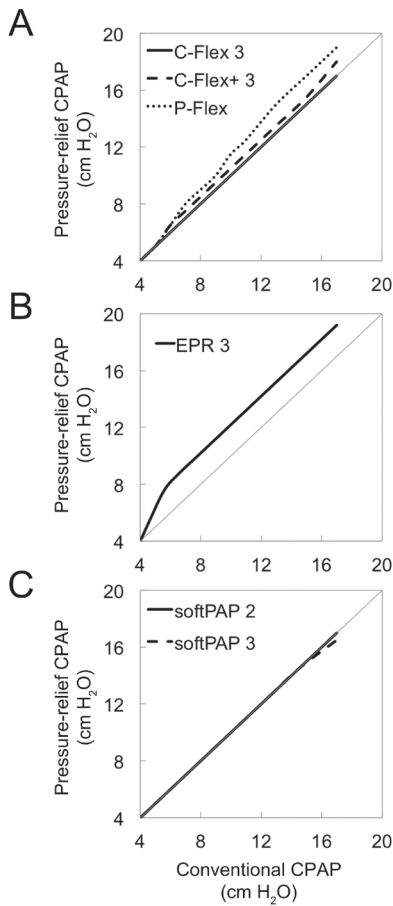 A
20
16
12
8
4
Pressure-relief CPAP
(cm H₂O)
C-Flex 3
C-Flex+ 3
P-Flex
4 8 12 16 20
B
20
16
12
8
4
Pressure-relief CPAP
(cm H₂O)
EPR 3
4 8 12 16 20
C
20
16
12
8
4
Pressure-relief CPAP
(cm H₂O)
softPAP 2
softPAP 3
4 8 12 16 20
Conventional CPAP
(cm H₂O)